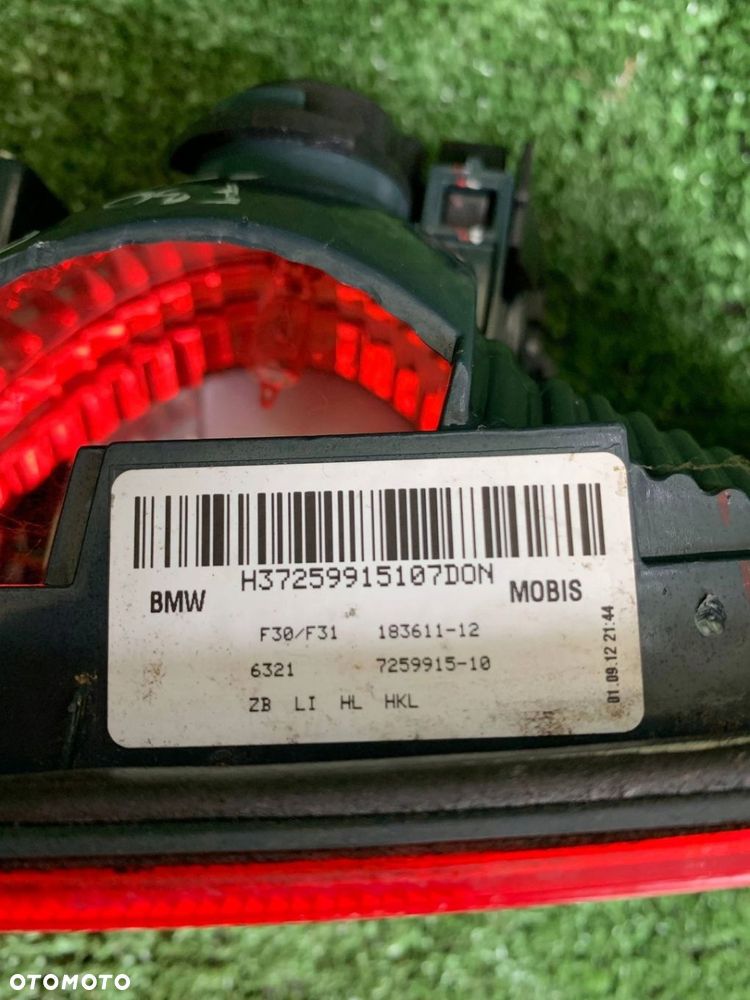 H37259915107DON
BMW MOBIS
F30/F31 183611-12
6321 7259915-10
ZB LI HL HKL
01.09.12 21:44
OTOMOTO